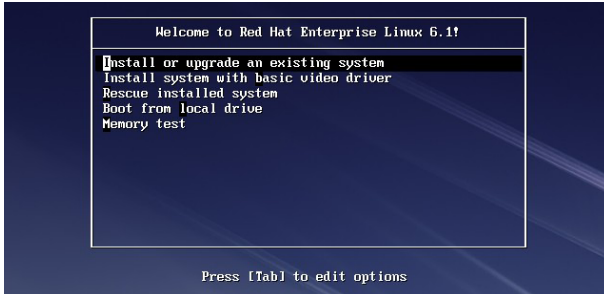 Welcome to Red Hat Enterprise Linux 6.1!
Install or upgrade an existing system
Install system with basic video driver
Rescue installed system
Boot from local drive
Memory test
Press [Tab] to edit options